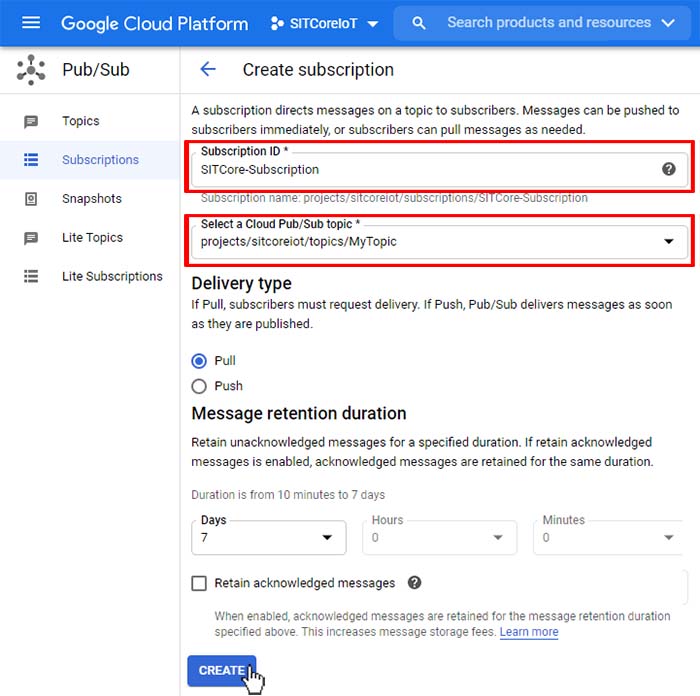 Google Cloud Platform
SITCoreIoT
Search products and resources
Pub/Sub
Create subscription
Topics
Subscriptions
Snapshots
Lite Topics
Lite Subscriptions
A subscription directs messages on a topic to subscribers. Messages can be pushed to
subscribers immediately, or subscribers can pull messages as needed.
Subscription ID *
SITCore-Subscription
Subscription name: projects/sitcoreiot/subscriptions/SITCore-Subscription
Select a Cloud Pub/Sub topic *
projects/sitcoreiot/topics/MyTopic
Delivery type
If Pull, subscribers must request delivery. If Push, Pub/Sub delivers messages as soon
as they are published.
Pull
Push
Message retention duration
Retain unacknowledged messages for a specified duration. If retain acknowledged
messages is enabled, acknowledged messages are retained for the same duration.
Duration is from 10 minutes to 7 days
Days
7
Hours
0
Minutes
0
Retain acknowledged messages
When enabled, acknowledged messages are retained for the message retention duration
specified above. This increases message storage fees. Learn more
CREATE